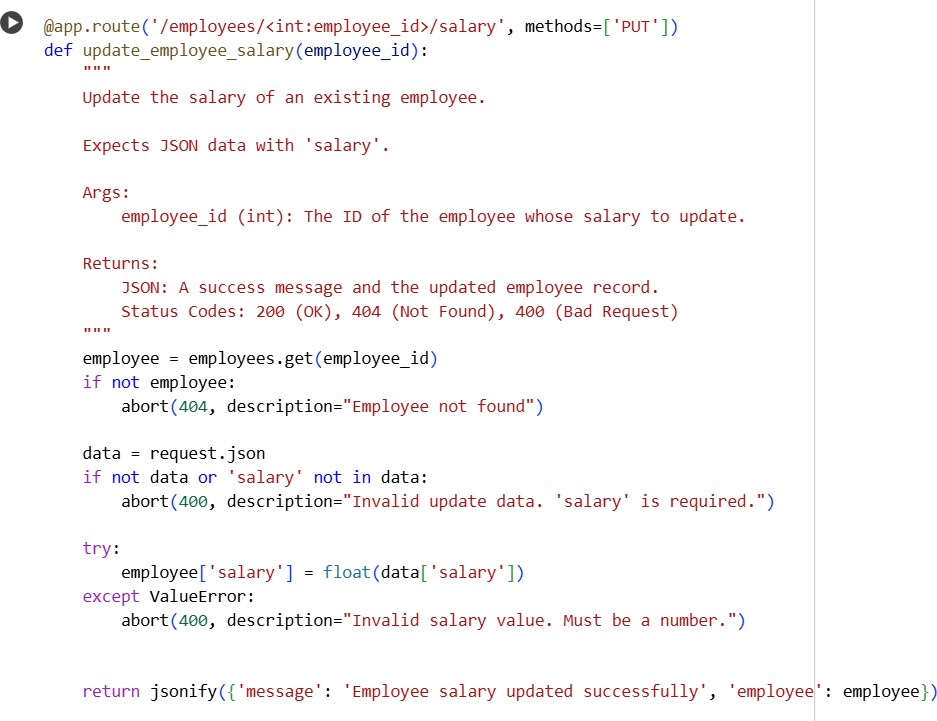 @app.route('/employees/<int:employee_id>/salary', methods=['PUT'])
def update_employee_salary(employee_id):
    """
    Update the salary of an existing employee.

    Expects JSON data with 'salary'.

    Args:
        employee_id (int): The ID of the employee whose salary to update.

    Returns:
        JSON: A success message and the updated employee record.
        Status Codes: 200 (OK), 404 (Not Found), 400 (Bad Request)
    """
    employee = employees.get(employee_id)
    if not employee:
        abort(404, description="Employee not found")

    data = request.json
    if not data or 'salary' not in data:
        abort(400, description="Invalid update data. 'salary' is required.")

    try:
        employee['salary'] = float(data['salary'])
    except ValueError:
        abort(400, description="Invalid salary value. Must be a number.")


    return jsonify({'message': 'Employee salary updated successfully', 'employee': employee})